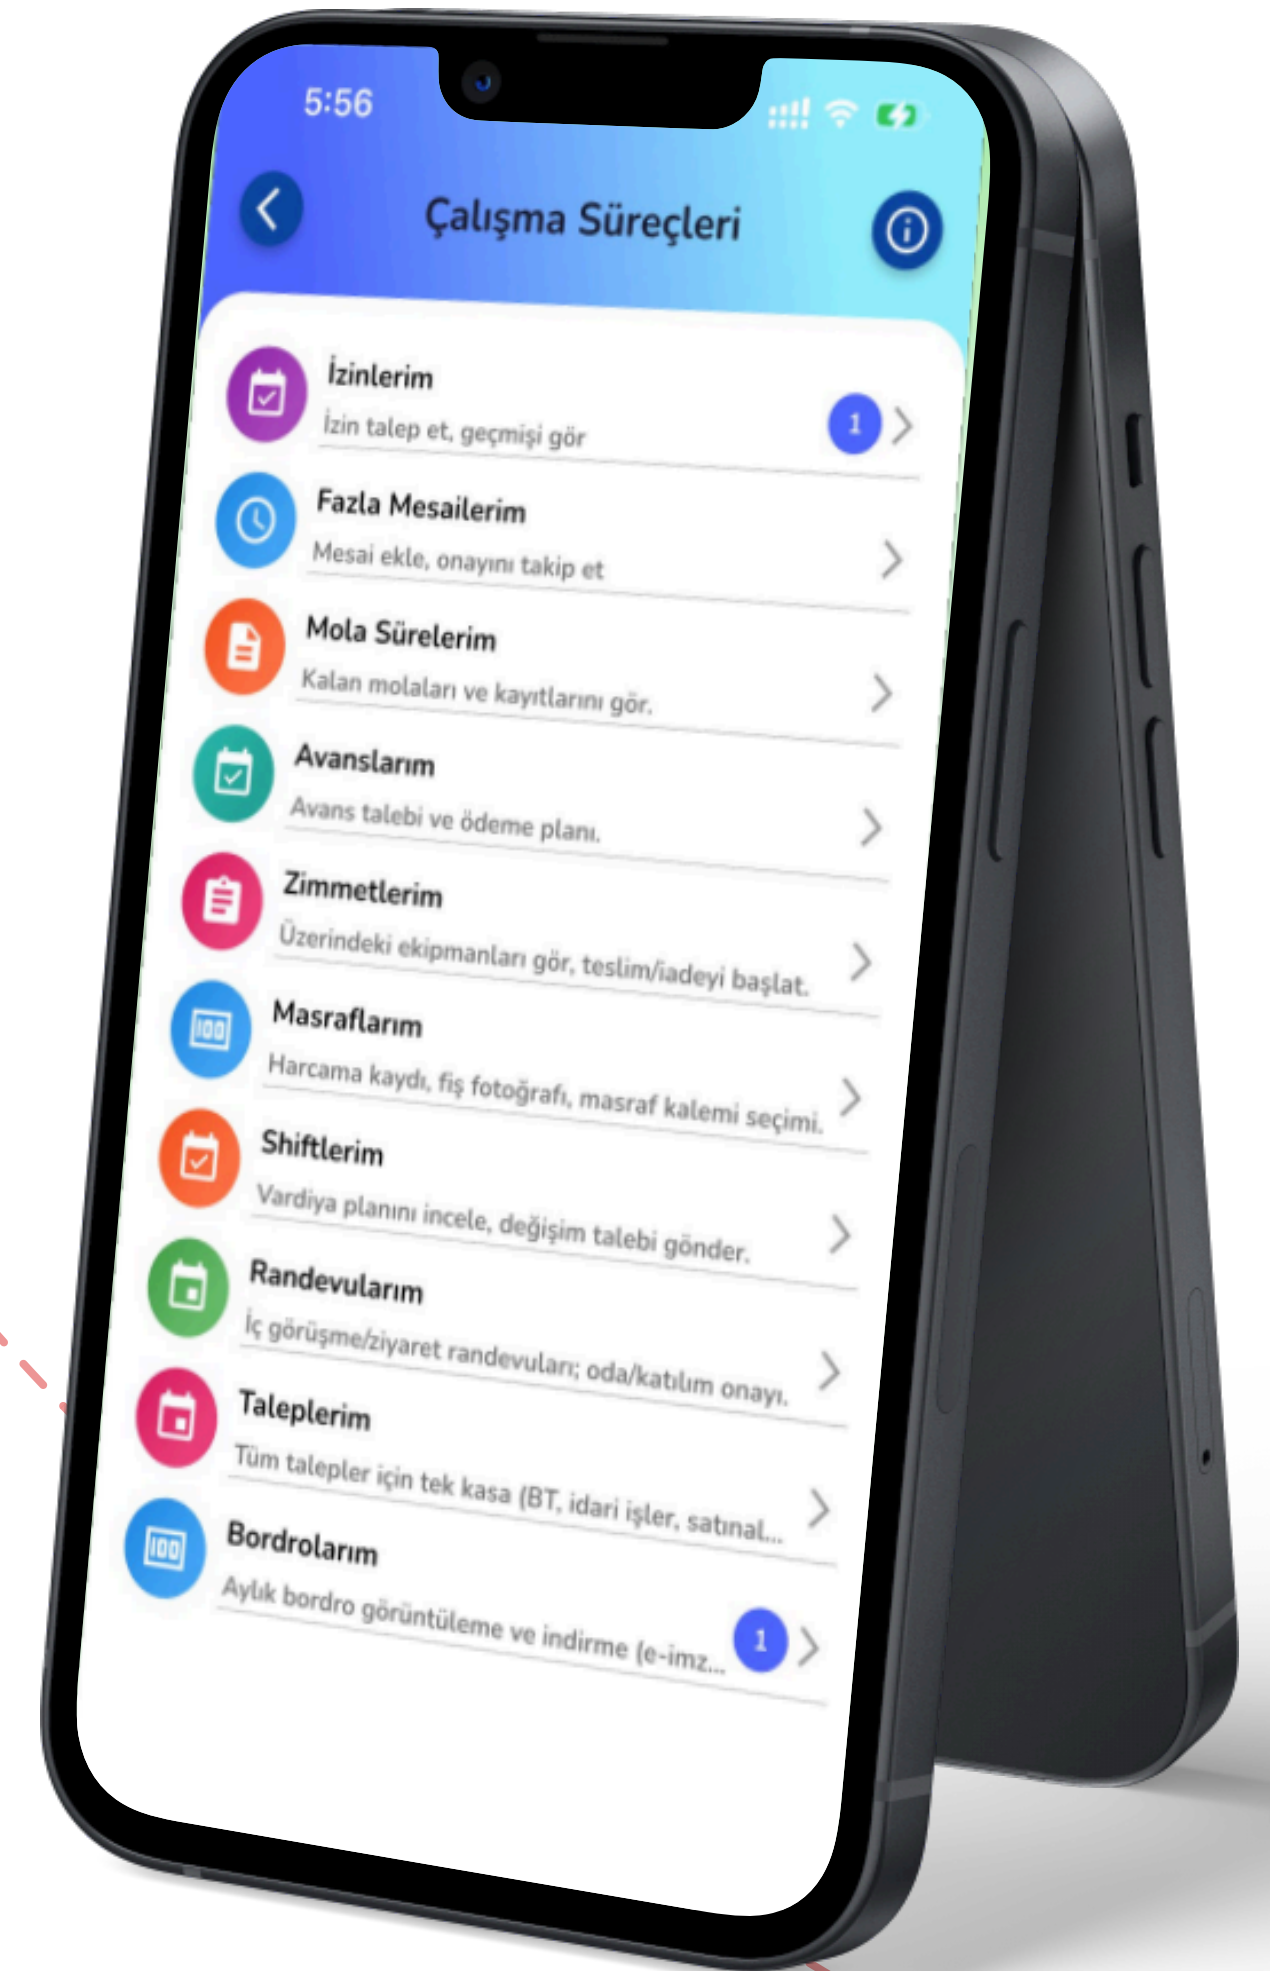 5:56
Çalışma Süreçleri
İzinlerim
İzin talep et, geçmişi gör
1
Fazla Mesailerim
Mesai ekle, onayını takip et
Mola Sürelerim
Kalan molaları ve kayıtlarını gör.
Avanslarım
Avans talebi ve ödeme planı.
Zimmetlerim
Üzerindeki ekipmanları gör, teslim/iadeyi başlat.
100
Masraflarım
Harcama kaydı, fiş fotoğrafı, masraf kalemi seçimi.
Shiftlerim
Vardiya planını incele, değişim talebi gönder.
Randevularım
İç görüşme/ziyaret randevuları; oda/katılım onayı.
Taleplerim
Tüm talepler için tek kasa (BT, idari işler, satınal...
100
Bordrolarım
Aylık bordro görüntüleme ve indirme (e-imz...
1